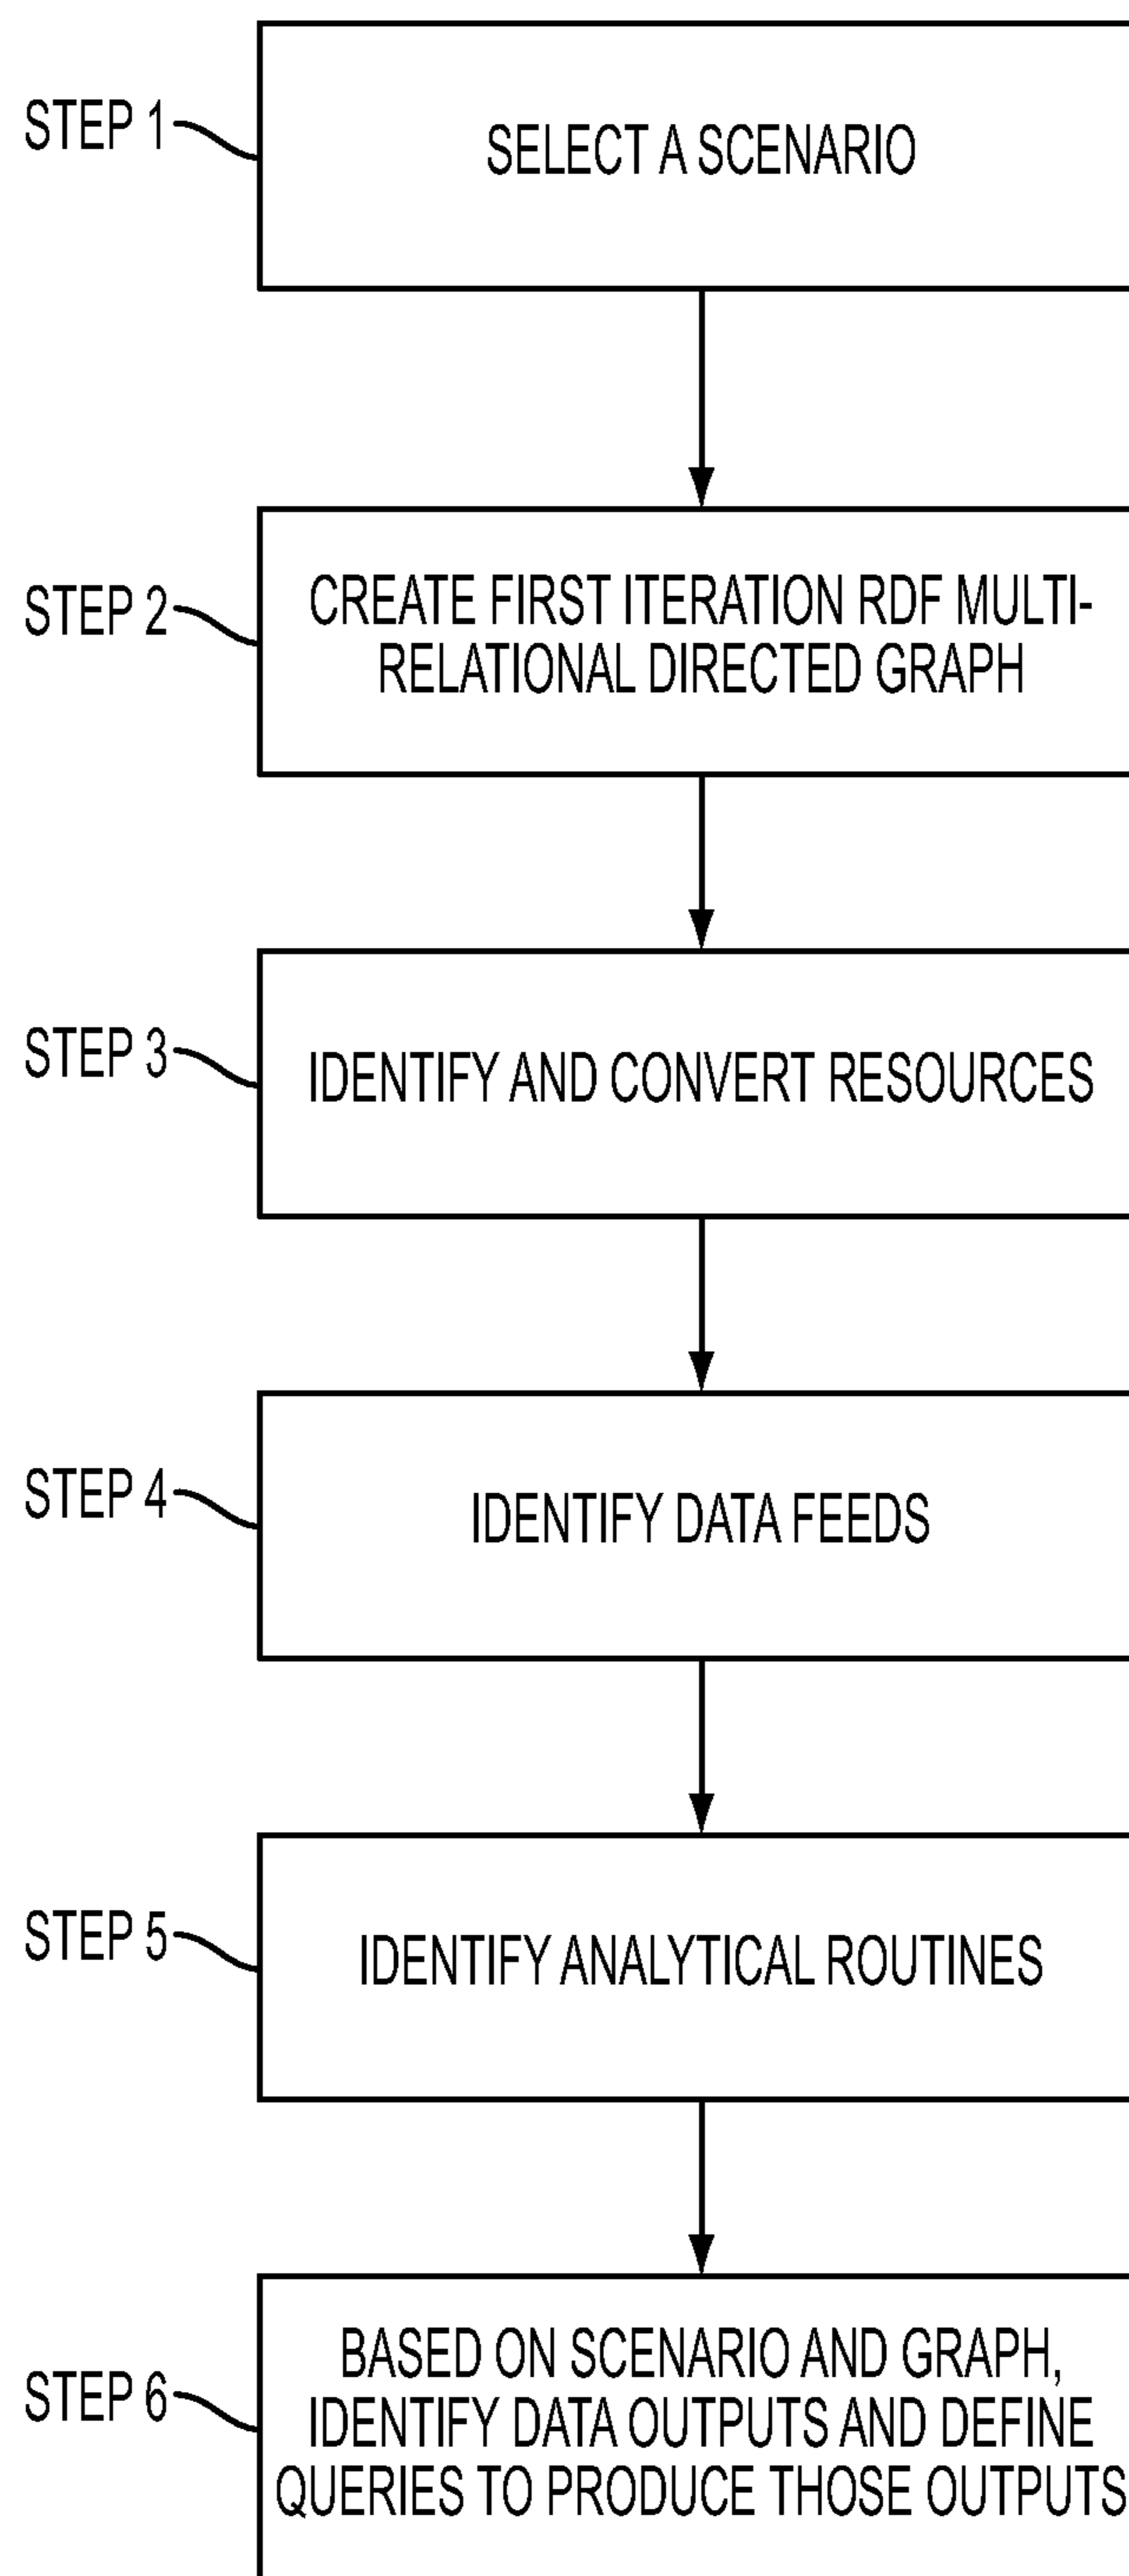 STEP 1
SELECT A SCENARIO
STEP 2
CREATE FIRST ITERATION RDF MULTI-
RELATIONAL DIRECTED GRAPH
STEP 3
IDENTIFY AND CONVERT RESOURCES
STEP 4
IDENTIFY DATA FEEDS
STEP 5
IDENTIFY ANALYTICAL ROUTINES
STEP 6
BASED ON SCENARIO AND GRAPH,
IDENTIFY DATA OUTPUTS AND DEFINE
QUERIES TO PRODUCE THOSE OUTPUTS